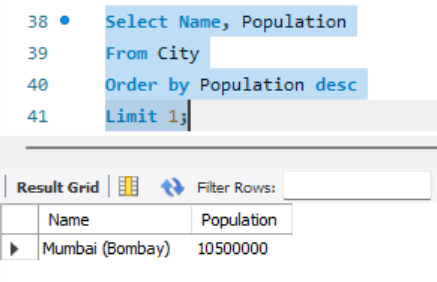 38 Select Name, Population
39 From City
40 Order by Population desc
41 Limit 1;
Result Grid Filter Rows:
Name Population
Mumbai (Bombay) 10500000